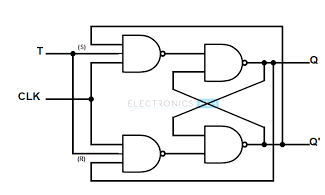 T
(S)
Q
CLK
ELECTRONICS
(R)
Q'